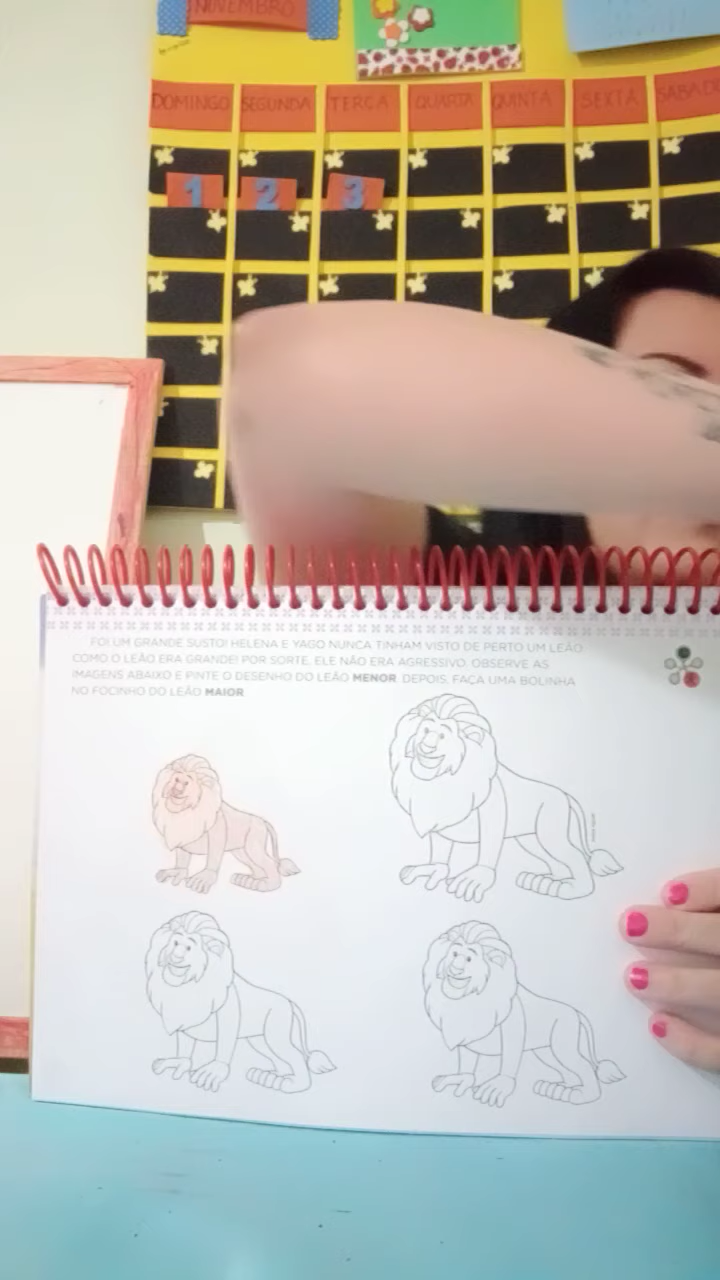 NOVEMBRO
DOMINGO SEGUNDA TERÇA QUARTA QUINTA SEXTA SABADO
1 2 3
FOI UM GRANDE SUSTO! HELENA E YAGO NUNCA TINHAM VISTO DE PERTO UM LEÃO.
COMO O LEÃO ERA GRANDE! POR SORTE, ELE NÃO ERA AGRESSIVO. OBSERVE AS
IMAGENS ABAIXO E PINTE O DESENHO DO LEÃO MENOR. DEPOIS, FAÇA UMA BOLINHA
NO FOCINHO DO LEÃO MAIOR.